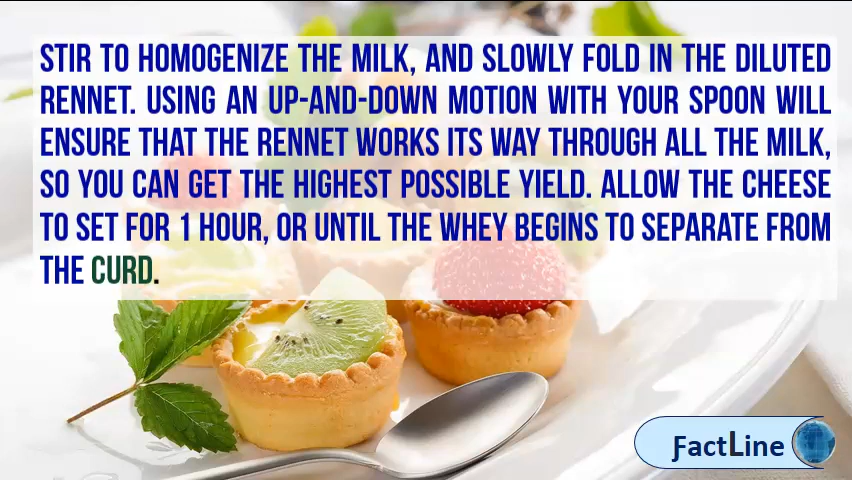 STIR TO HOMOGENIZE THE MILK, AND SLOWLY FOLD IN THE DILUTED
RENNET. USING AN UP-AND-DOWN MOTION WITH YOUR SPOON WILL
ENSURE THAT THE RENNET WORKS ITS WAY THROUGH ALL THE MILK,
SO YOU CAN GET THE HIGHEST POSSIBLE YIELD. ALLOW THE CHEESE
TO SET FOR 1 HOUR, OR UNTIL THE WHEY BEGINS TO SEPARATE FROM
THE CURD.
FactLine